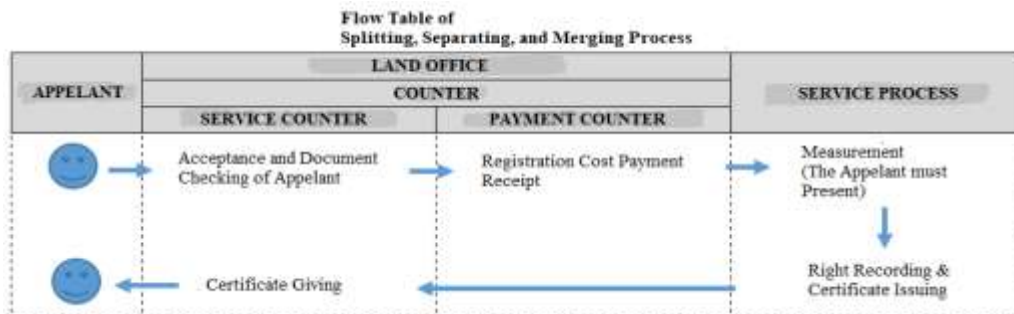 Flow Table of
Splitting, Separating, and Merging Process
APPELANT
LAND OFFICE
COUNTER
SERVICE COUNTER
PAYMENT COUNTER
SERVICE PROCESS
Acceptance and Document
Checking of Appelant
Registration Cost Payment
Receipt
Measurement
(The Appelant must
Present)
Certificate Giving
Right Recording &
Certificate Issuing